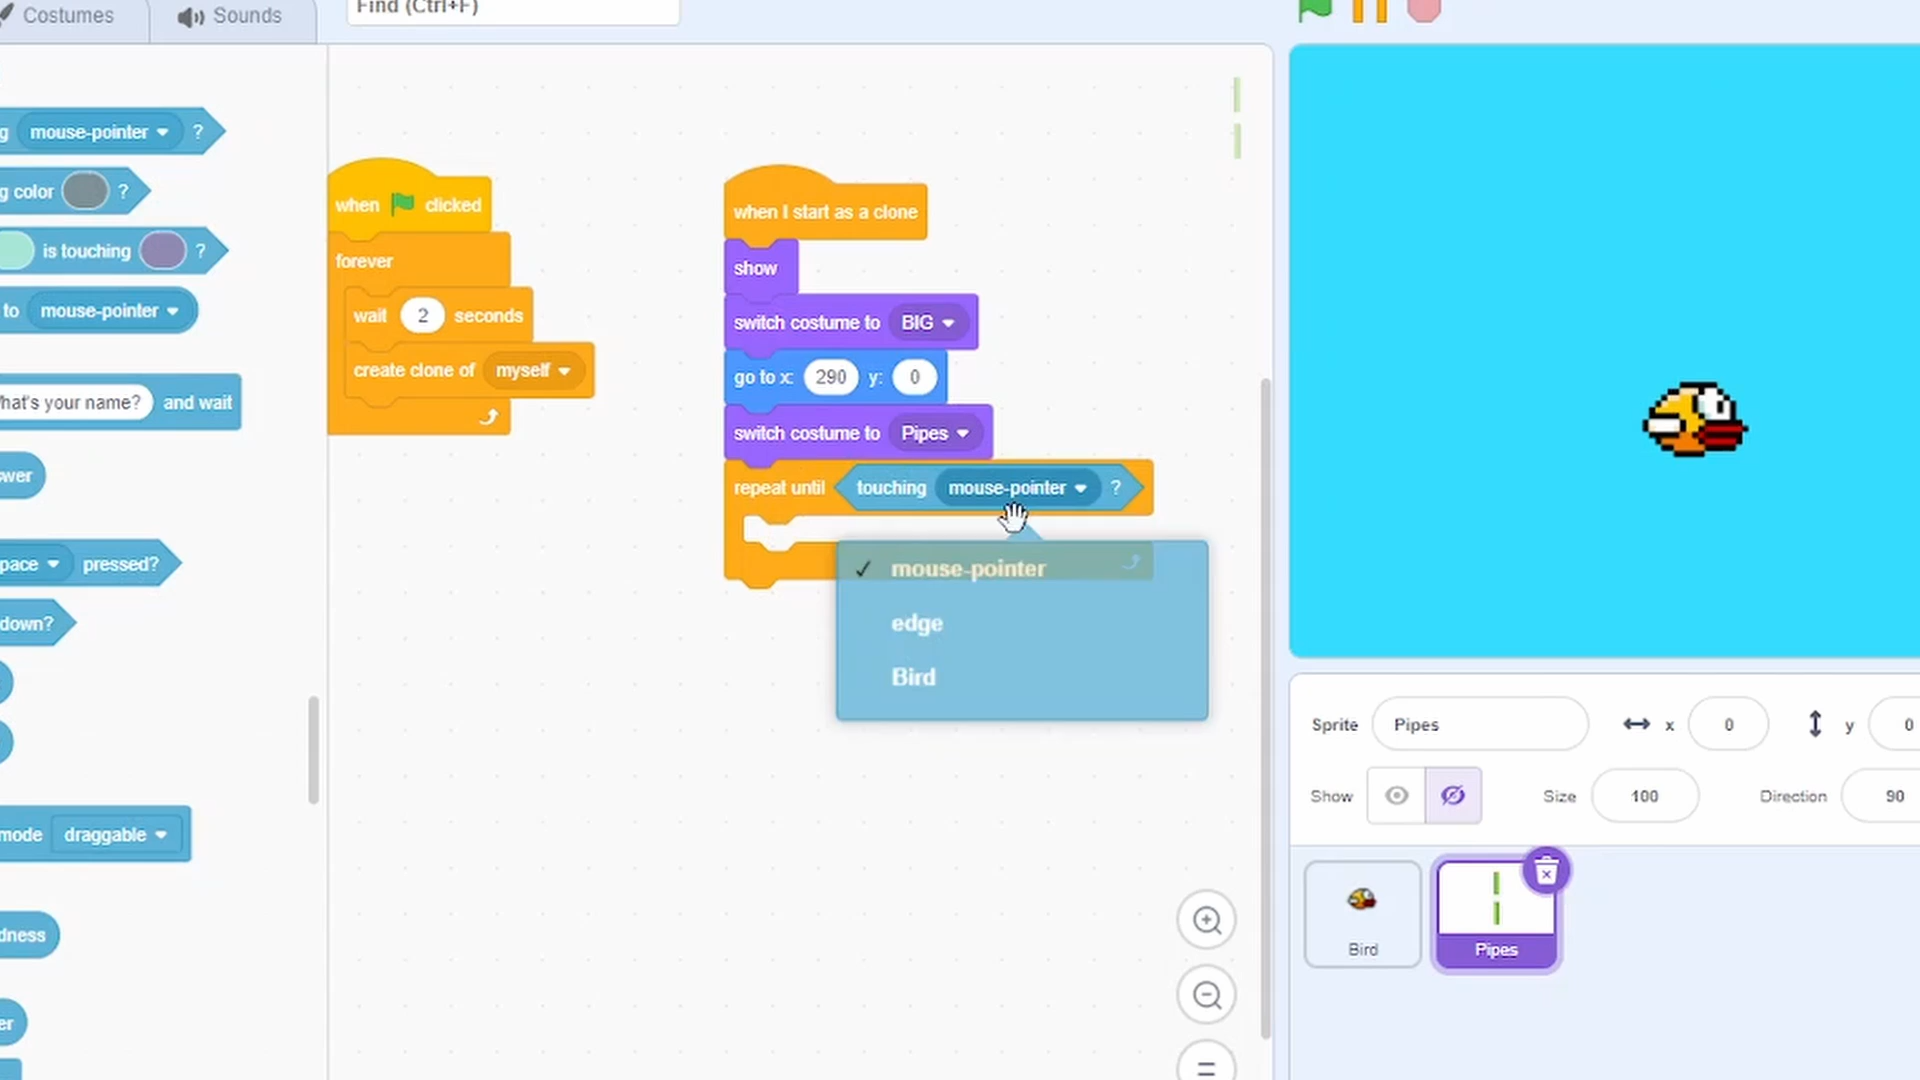 Costumes
Sounds
Find (Ctrl+F)
g mouse-pointer ?
g color ?
is touching ?
to mouse-pointer
hat's your name? and wait
wer
pace pressed?
down?
mode draggable
dness
er
when clicked
forever
wait 2 seconds
create clone of myself
when I start as a clone
show
switch costume to BIG
go to x: 290 y: 0
switch costume to Pipes
repeat until touching mouse-pointer ?
✓ mouse-pointer
edge
Bird
Sprite Pipes x 0 y 0
Show Size 100 Direction 90
Bird
Pipes